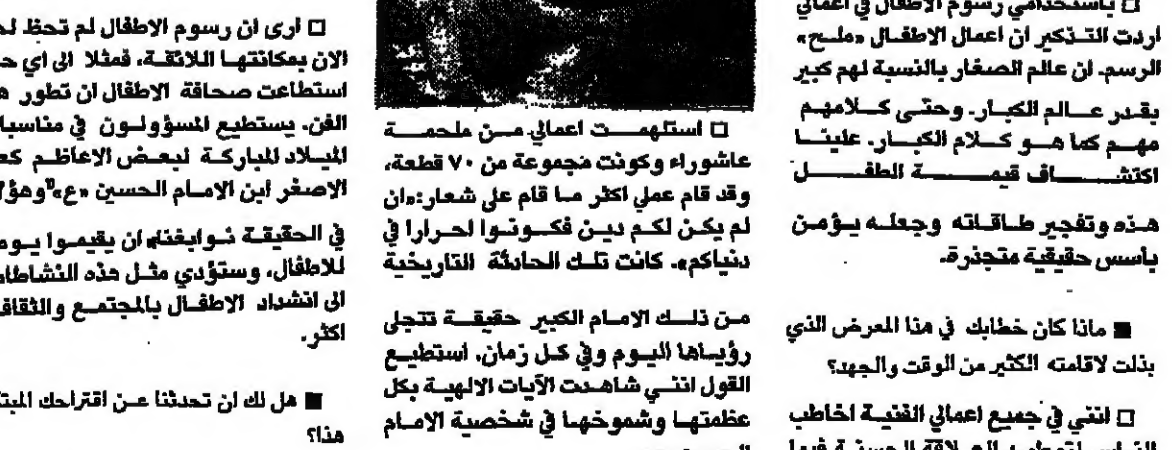 □ باستخدامي رسوم الاطفال في اعمالي
اردت التذكير ان اعمال الاطفال «ملح»
الرسم. ان عالم الصغار بالنسبة لهم كبير
بقدر عالم الكبار. وحتى كلامهم
مهم كما هو كلام الكبار. علينا
اكتشاف قيمة الطفل
هذه وتفجير طاقاته وجعله يؤمن
بأسس حقيقية متجذرة.
■ ماذا كان خطابك في هذا المعرض الذي
بذلت لاقامته الكثير من الوقت والجهد؟
□ انني في جميع اعمالي الفنية اخاطب
□ استلهمت اعمالي من ملحمة
عاشوراء وكونت مجموعة من ٧٠ قطعة،
وقد قام عملي اكثر ما قام على شعار:«ان
لم يكن لكم دين فكونوا احرارا في
دنياكم». كانت تلك الحادثة التاريخية
من ذلك الامام الكبير حقيقة تتجلى
رؤياها اليوم وفي كل زمان. استطيع
القول انني شاهدت الآيات الالهية بكل
عظمتها وشموخها في شخصية الامام
□ أرى ان رسوم الاطفال لم تحظ
الان بمكانتها اللائقة، فمثلا الى اي
استطاعت صحافة الاطفال ان تطور
الفن. يستطيع المسؤولون في
الميلاد المباركة لبعض الاعاظم
الاصغر ابن الامام الحسين «ع»
في الحقيقة نوابغنا، ان يقيموا
للاطفال، وستؤدي مثل هذه
الى انشداد الاطفال بالمجتمع
اكثر.
■ هل لك ان تحدثنا عن اقتراحك
هذا؟